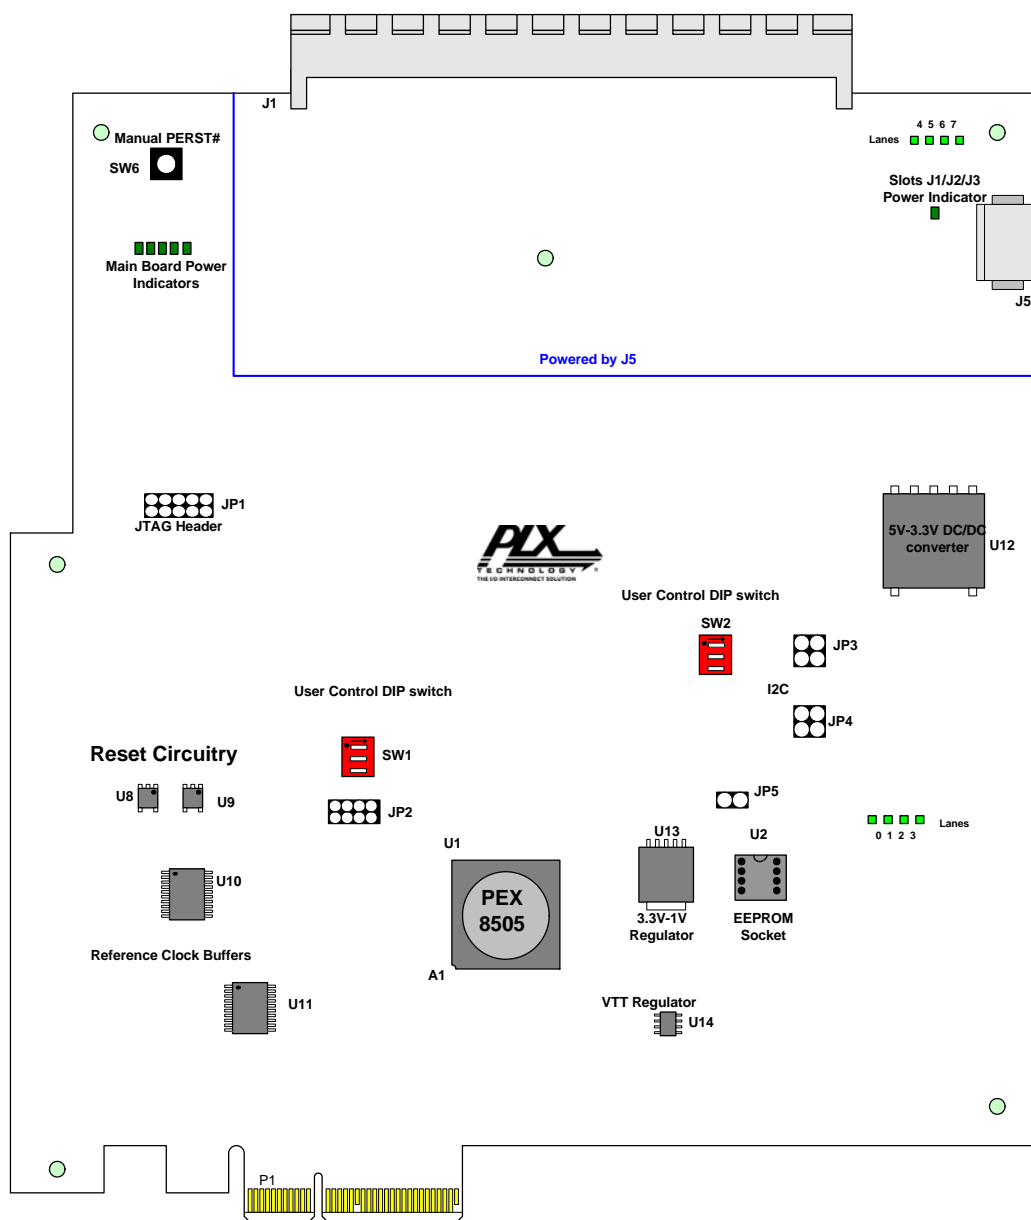 J1
4 5 6 7
Lanes
Manual PERST#
SW6
Slots J1/J2/J3
Power Indicator
Main Board Power
Indicators
J5
Powered by J5
JP1
JTAG Header
PLX
TECHNOLOGY ®
THE I/O INTERCONNECT SOLUTION
5V-3.3V DC/DC
converter
U12
User Control DIP switch
SW2
JP3
I2C
JP4
User Control DIP switch
SW1
Reset Circuitry
U8
U9
JP2
JP5
Lanes
0 1 2 3
U1
U13
U2
U10
PEX
8505
3.3V-1V
Regulator
EEPROM
Socket
Reference Clock Buffers
A1
U11
VTT Regulator
U14
P1